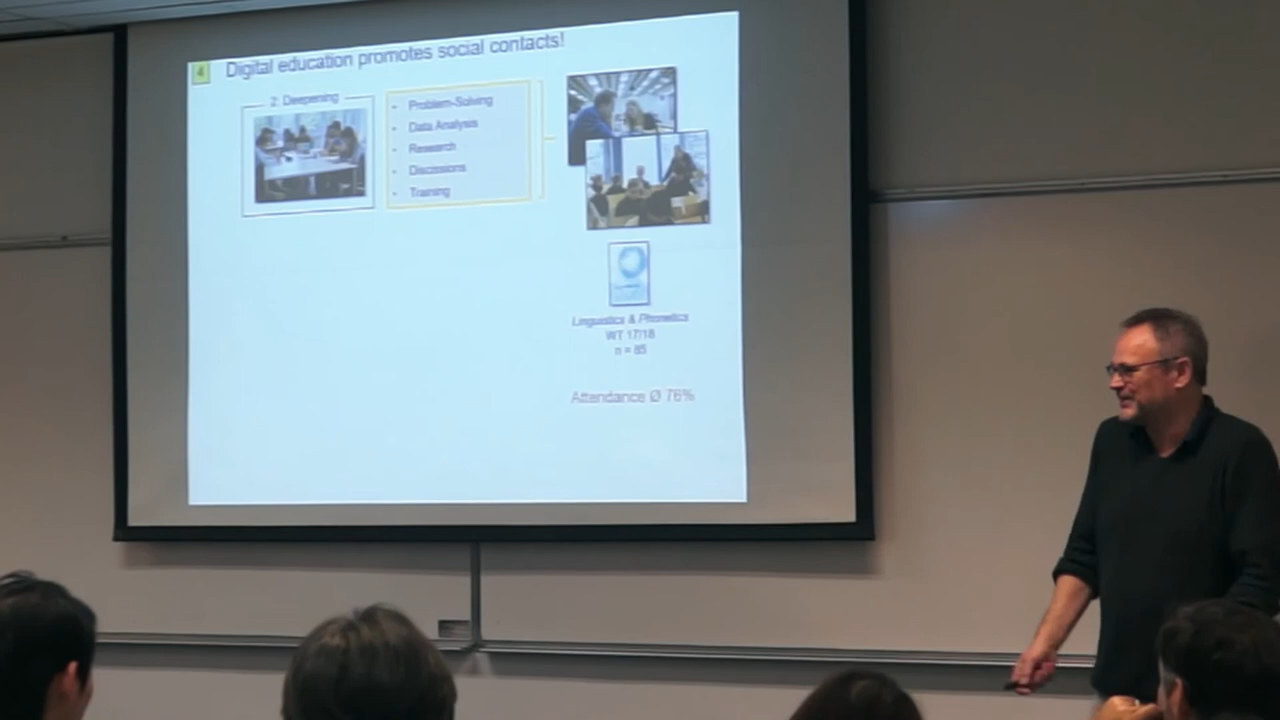 4
Digital education promotes social contacts!
2: Deepening
- Problem-Solving
- Data Analysis
- Research
- Discussions
- Training
Linguistics & Phonetics
WT 17/18
n = 85
Attendance Ø 76%